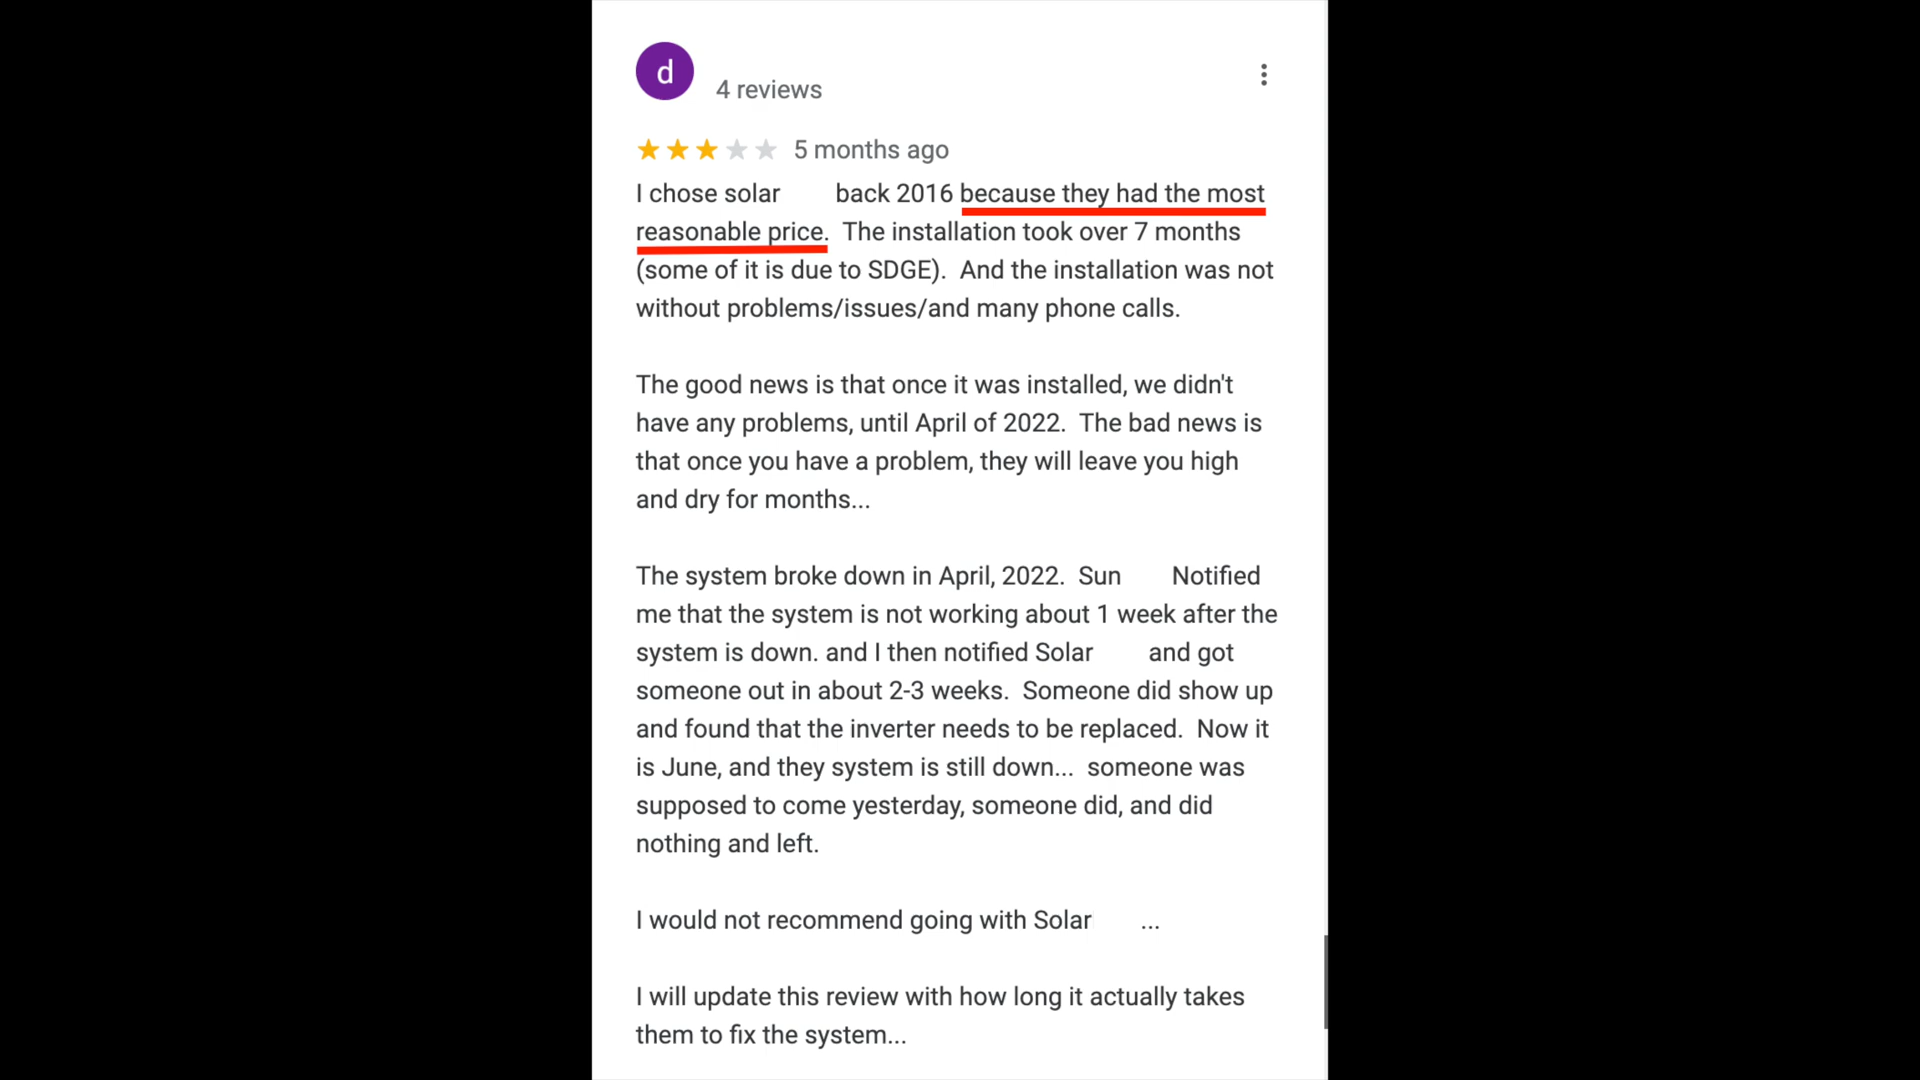 d
4 reviews
5 months ago
I chose solar back 2016 because they had the most
reasonable price. The installation took over 7 months
(some of it is due to SDGE). And the installation was not
without problems/issues/and many phone calls.
The good news is that once it was installed, we didn't
have any problems, until April of 2022. The bad news is
that once you have a problem, they will leave you high
and dry for months...
The system broke down in April, 2022. Sun Notified
me that the system is not working about 1 week after the
system is down. and I then notified Solar and got
someone out in about 2-3 weeks. Someone did show up
and found that the inverter needs to be replaced. Now it
is June, and they system is still down... someone was
supposed to come yesterday, someone did, and did
nothing and left.
I would not recommend going with Solar ...
I will update this review with how long it actually takes
them to fix the system...